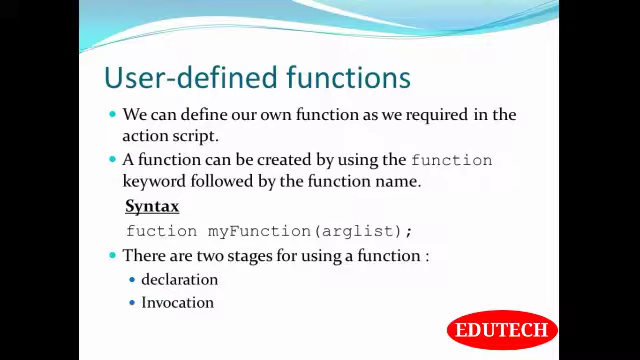 User-defined functions
We can define our own function as we required in the
action script.
A function can be created by using the function
keyword followed by the function name.
Syntax
fuction myFunction(arglist);
There are two stages for using a function :
declaration
Invocation
EDUTECH